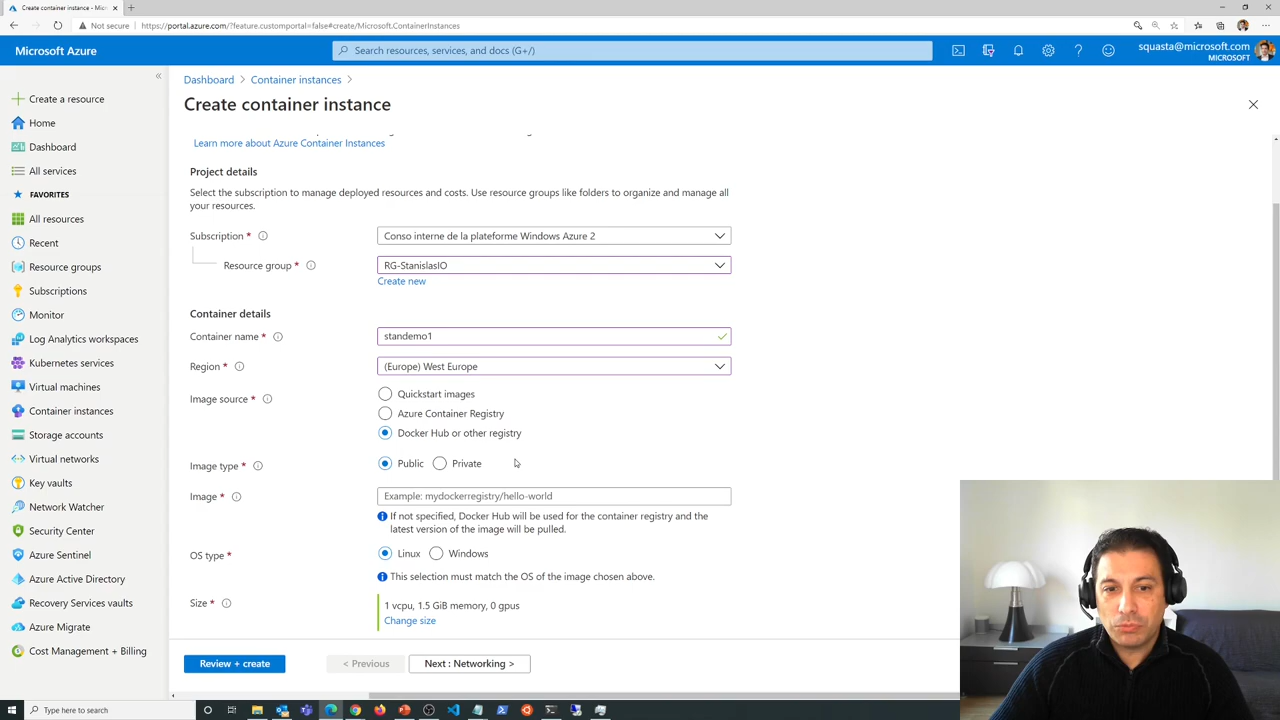 Create container instance - Micr
Not secure
https://portal.azure.com/?feature.customportal=false#create/Microsoft.ContainerInstances
Microsoft Azure
Search resources, services, and docs (G+/)
squasta@microsoft.com
MICROSOFT
Create a resource
Home
Dashboard
All services
FAVORITES
All resources
Recent
Resource groups
Subscriptions
Monitor
Log Analytics workspaces
Kubernetes services
Virtual machines
Container instances
Storage accounts
Virtual networks
Key vaults
Network Watcher
Security Center
Azure Sentinel
Azure Active Directory
Recovery Services vaults
Azure Migrate
Cost Management + Billing
Dashboard > Container instances >
Create container instance
Learn more about Azure Container Instances
Project details
Select the subscription to manage deployed resources and costs. Use resource groups like folders to organize and manage all
your resources.
Subscription * Conso interne de la plateforme Windows Azure 2
Resource group * RG-StanislasIO
Create new
Container details
Container name * standemo1
Region * (Europe) West Europe
Image source * Quickstart images
Azure Container Registry
Docker Hub or other registry
Image type * Public Private
Image * Example: mydockerregistry/hello-world
If not specified, Docker Hub will be used for the container registry and the
latest version of the image will be pulled.
OS type * Linux Windows
This selection must match the OS of the image chosen above.
Size 1 vcpu, 1.5 GiB memory, 0 gpus
Change size
Review + create
< Previous
Next : Networking >
Type here to search